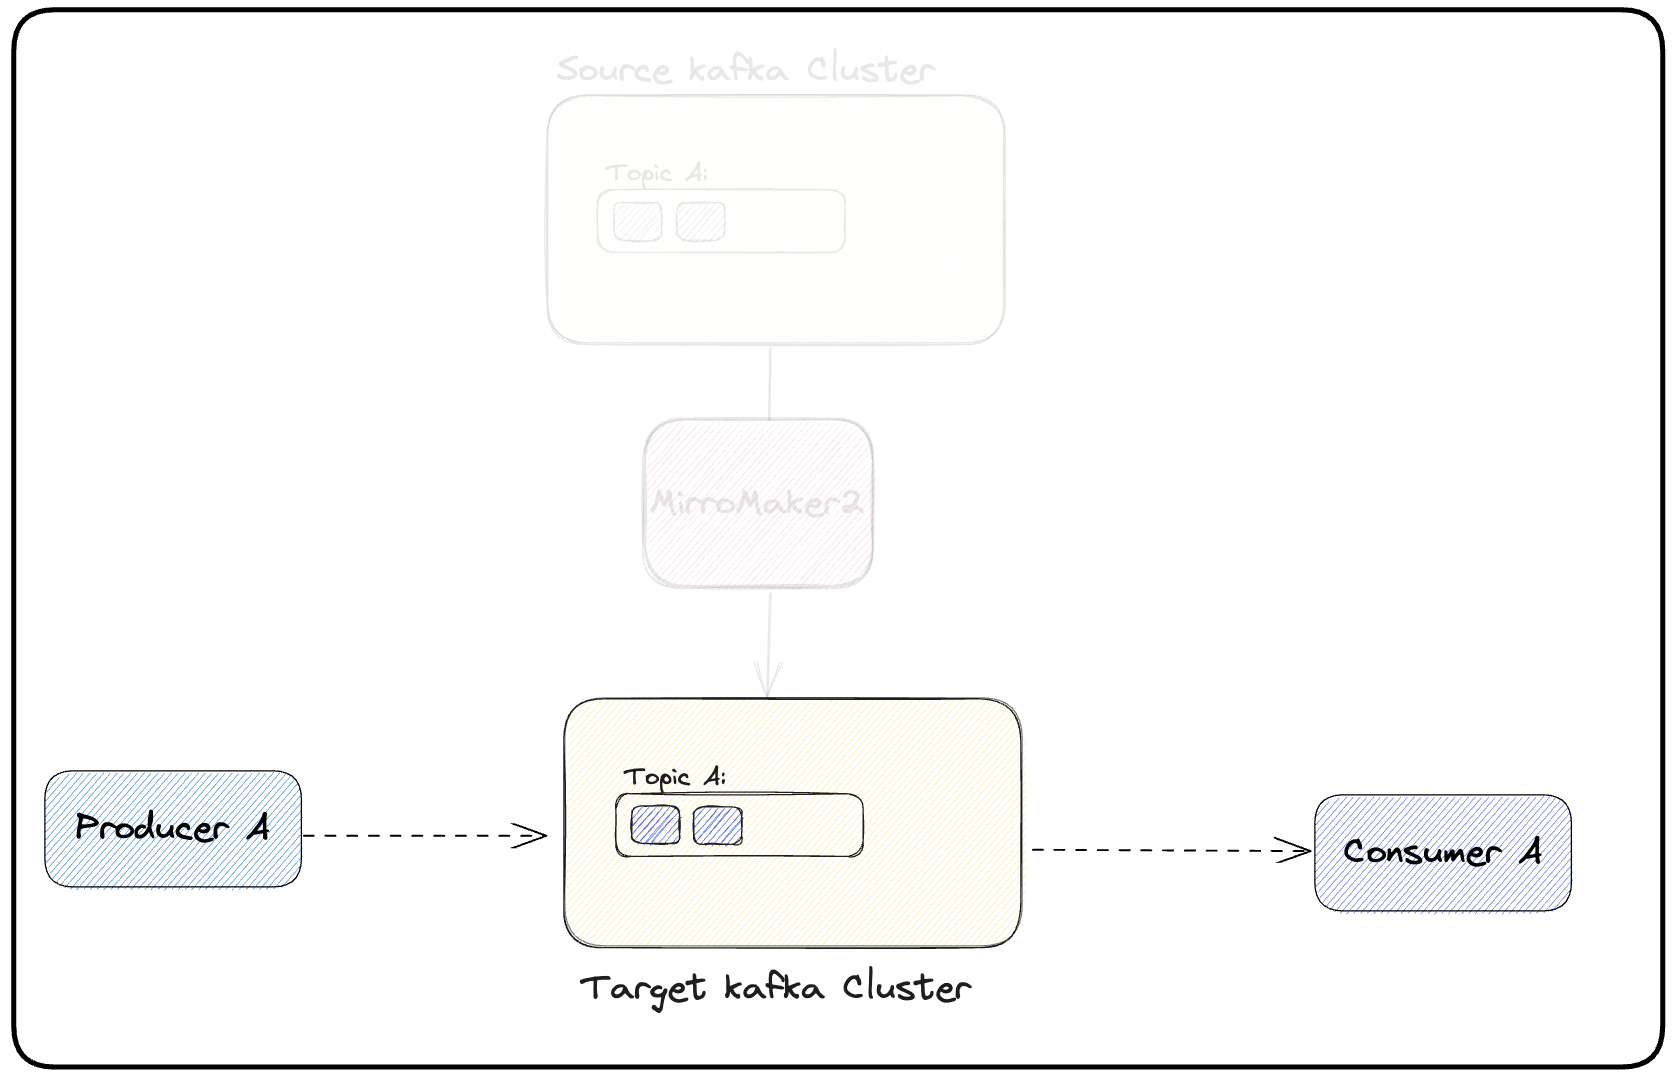 Source kafka Cluster
Topic A:
MirroMaker2
Topic A:
Producer A
Consumer A
Target kafka Cluster